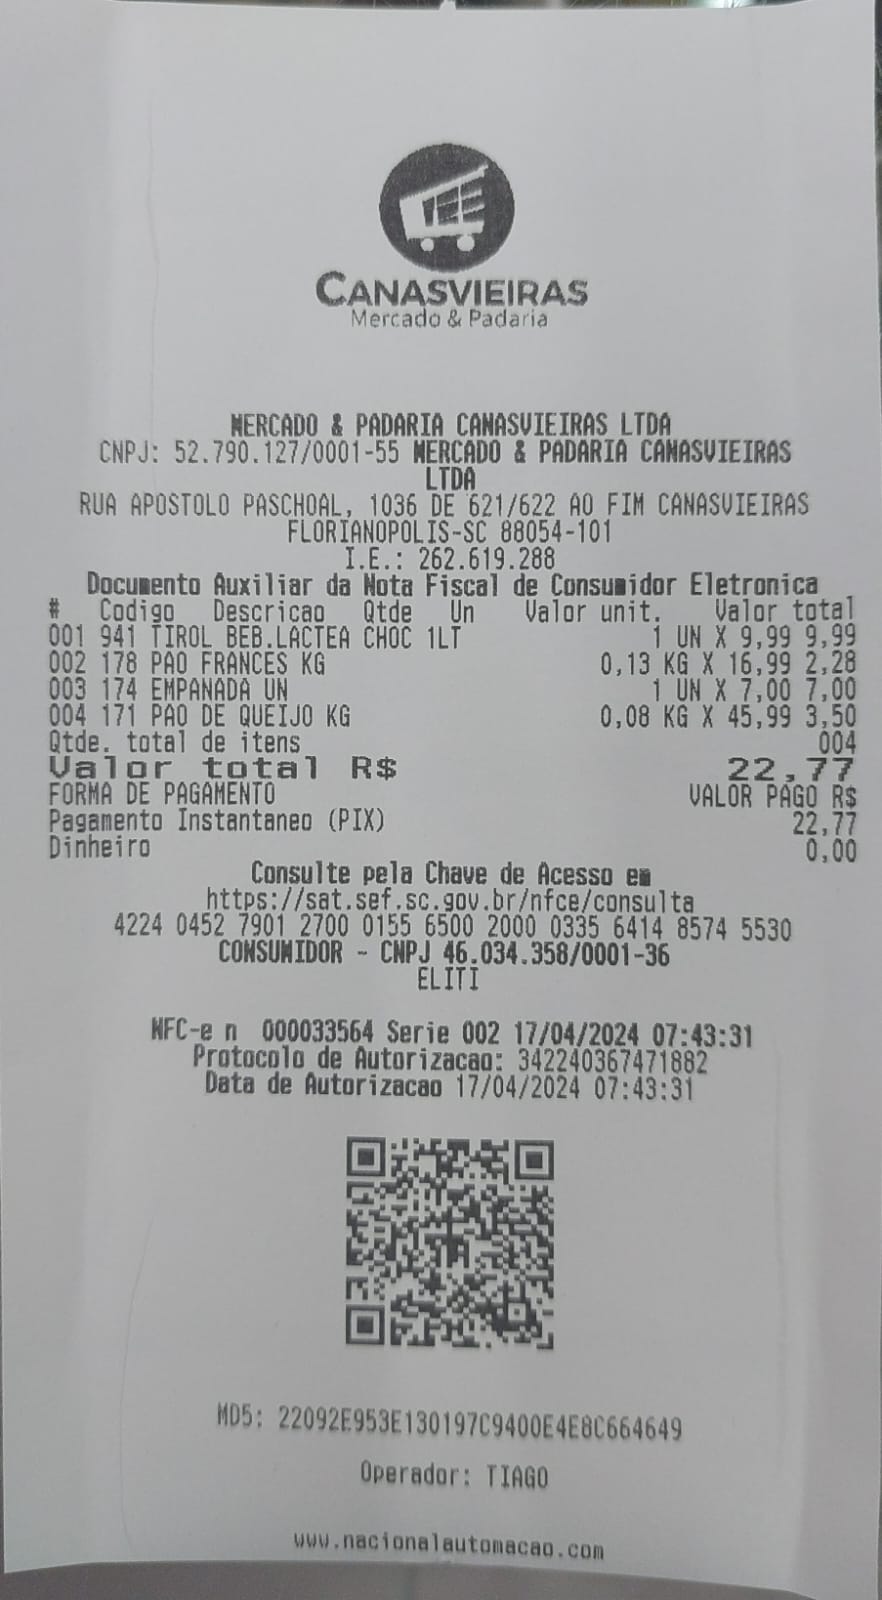 CANASVIEIRAS
Mercado & Padaria
MERCADO & PADARIA CANASVIEIRAS LTDA
CNPJ: 52.790.127/0001-55 MERCADO & PADARIA CANASVIEIRAS
LTDA
RUA APOSTOLO PASCHOAL, 1036 DE 621/622 AO FIM CANASVIEIRAS
FLORIANOPOLIS-SC 88054-101
I.E.: 262.619.288
Documento Auxiliar da Nota Fiscal de Consumidor Eletronica
# Codigo Descricao Qtde Un Valor unit. Valor total
001 941 TIROL BEB.LACTEA CHOC 1LT 1 UN X 9,99 9,99
002 178 PAO FRANCES KG 0,13 KG X 16,99 2,28
003 174 EMPANADA UN 1 UN X 7,00 7,00
004 171 PAO DE QUEIJO KG 0,08 KG X 45,99 3,50
Qtde. total de itens 004
Valor total R$ 22,77
FORMA DE PAGAMENTO VALOR PAGO R$
Pagamento Instantaneo (PIX) 22,77
Dinheiro 0,00
Consulte pela Chave de Acesso em
https://sat.sef.sc.gov.br/nfce/consulta
4224 0452 7901 2700 0155 6500 2000 0335 6414 8574 5530
CONSUMIDOR - CNPJ 46.034.358/0001-36
ELITI
NFC-e n 000033564 Serie 002 17/04/2024 07:43:31
Protocolo de Autorizacao: 342240367471882
Data de Autorizacao 17/04/2024 07:43:31
MD5: 22092E953E130197C9400E4E8C664649
Operador: TIAGO
www.nacionalautomacao.com